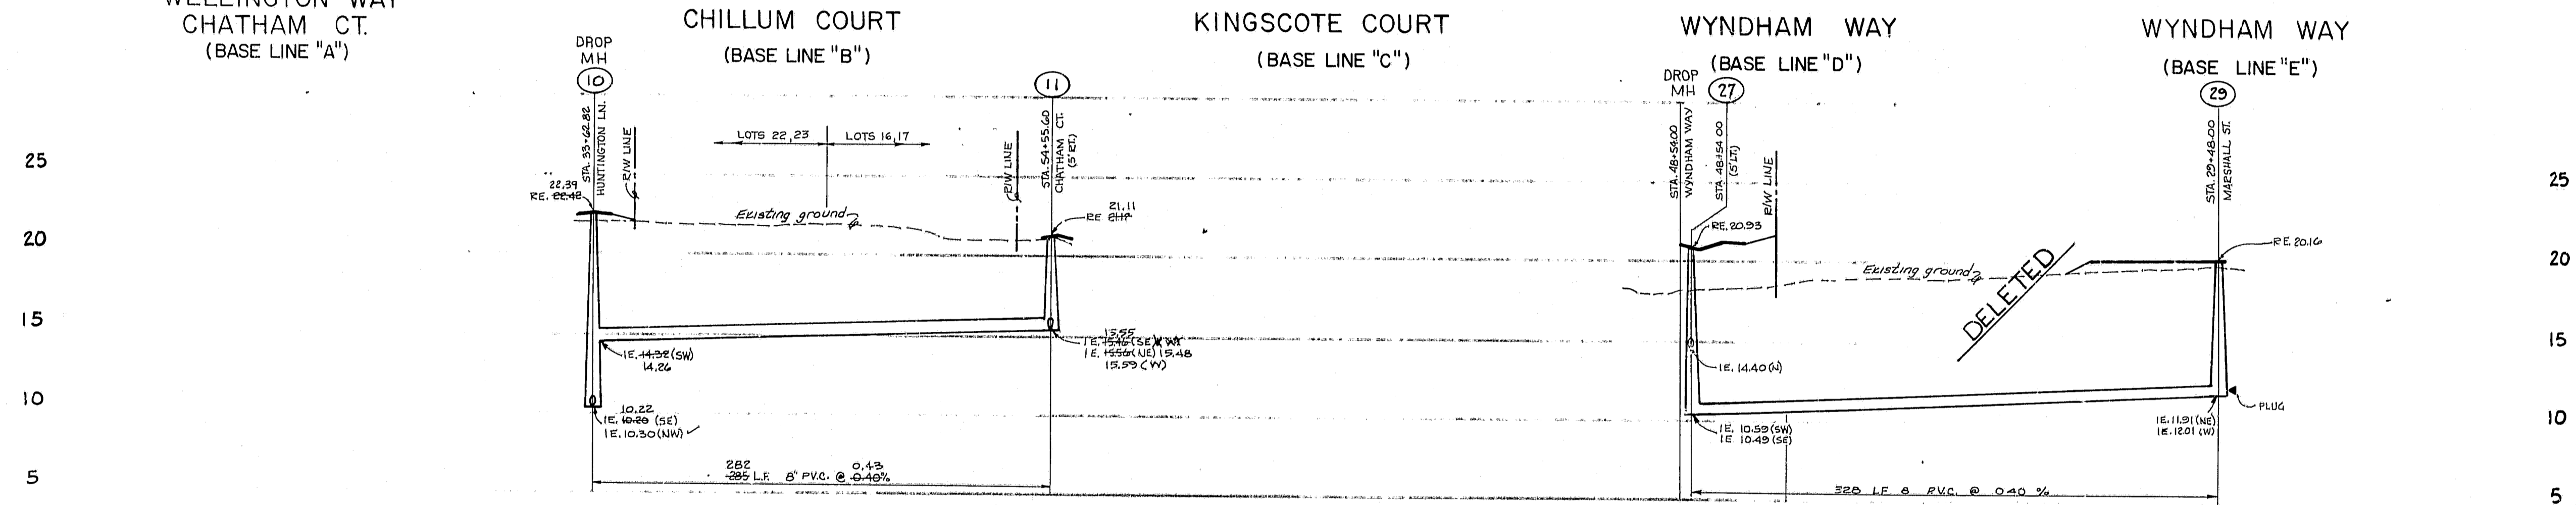 WELLINGTON WAY
CHATHAM CT.
(BASE LINE "A")
CHILLUM COURT
(BASE LINE "B")
KINGSCOTE COURT
(BASE LINE "C")
WYNDHAM WAY
(BASE LINE "D")
WYNDHAM WAY
(BASE LINE "E")
DROP
MH
10
STA. 33+62.82
HUNTINGTON LN.
R/W LINE
LOTS 22,23
LOTS 16,17
R/W LINE
11
STA. 54+55.60
CHATHAM CT.
(5' RT.)
DROP
MH
27
STA. 48+54.00
WYNDHAM WAY
STA. 48+54.00
(5' LT.)
R/W LINE
29
STA. 29+48.00
MARSHALL ST.
25
20
15
10
5
22.39
RE. 22.42
Existing ground
21.11
RE
IE. 14.32 (SW)
14.26
15.55
IE. 15.46 (SE & W)
IE. 15.56 (NE) 15.48
15.59 (W)
10.22
IE. 10.20 (SE)
IE. 10.30 (NW)
282 0.43
285 L.F. 8" P.V.C. @ 0.40%
RE. 20.93
Existing ground
DELETED
RE. 20.16
IE. 14.40 (N)
IE. 10.59 (SW)
IE 10.49 (SE)
IE. 11.91 (NE)
IE. 12.01 (W)
PLUG
328 LF 8 P.V.C. @ 0.40 %
25
20
15
10
5